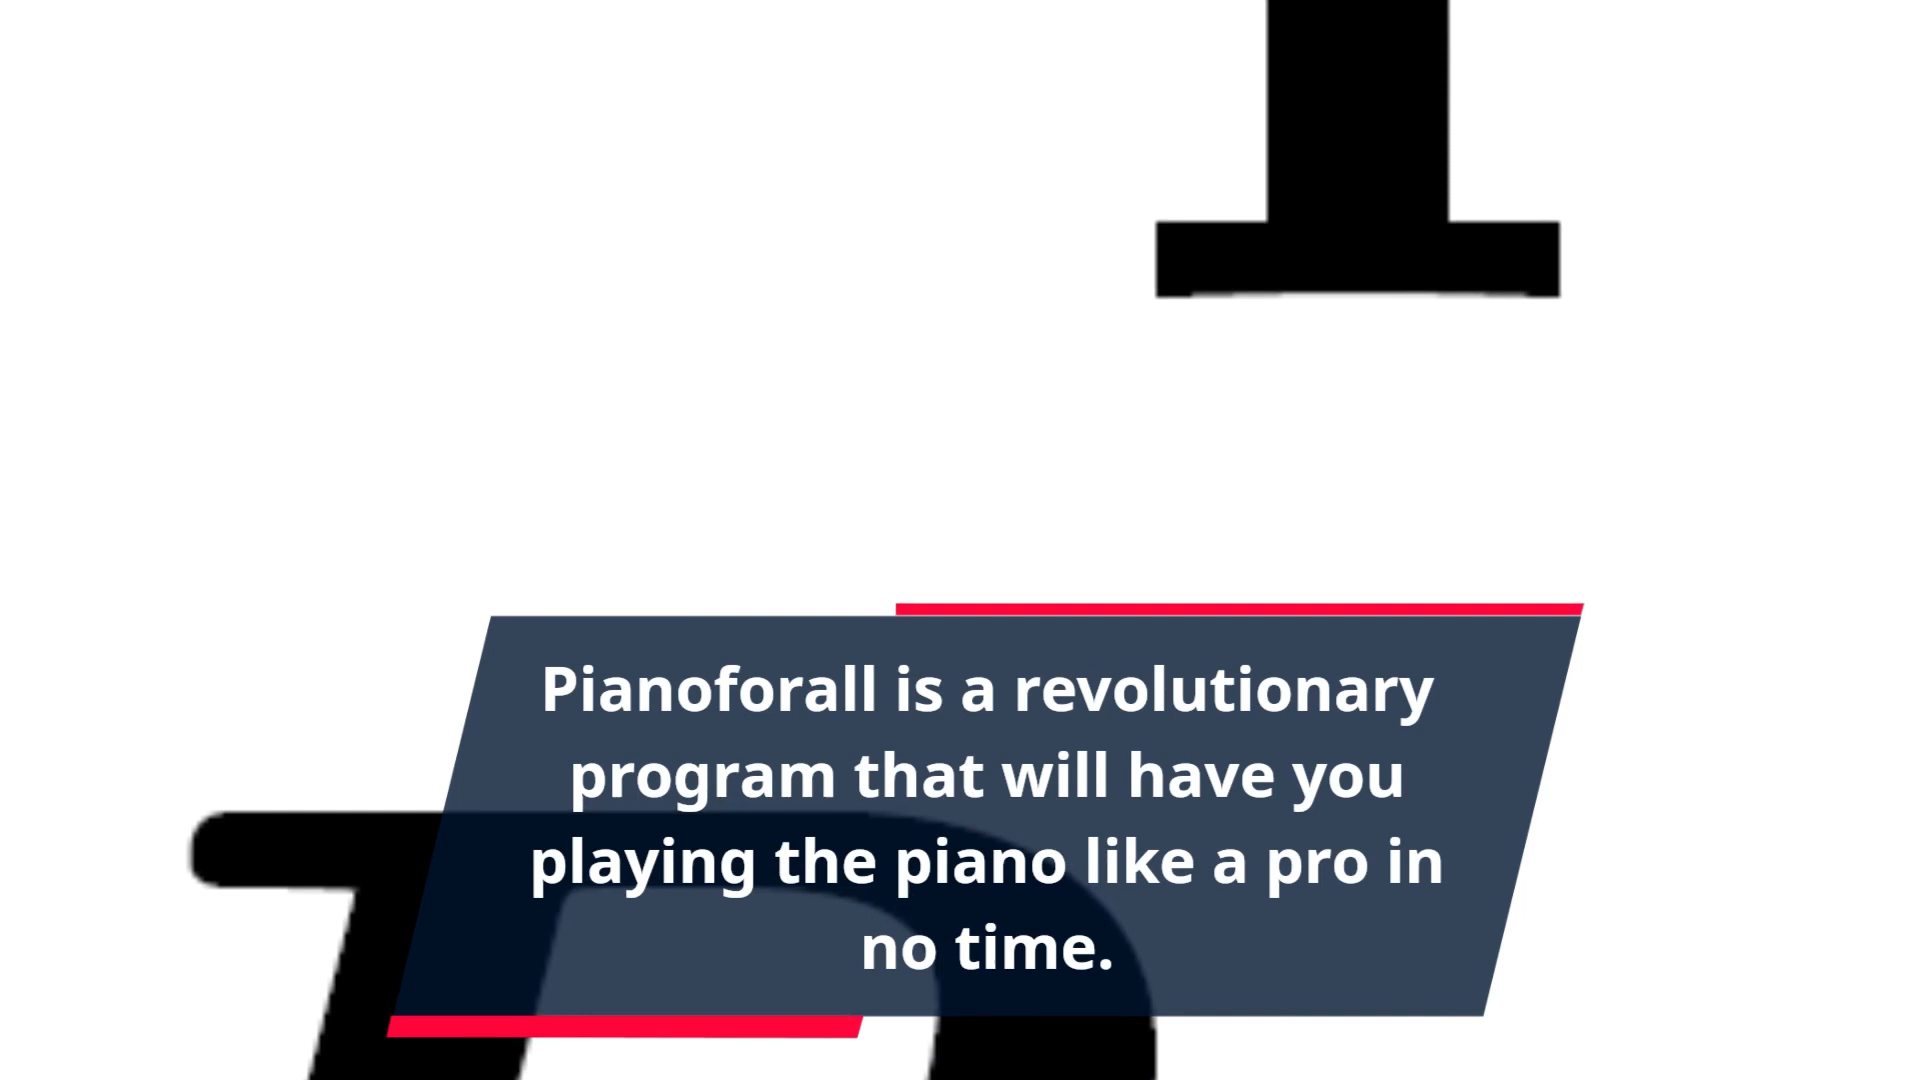 Pianoforall is a revolutionary
program that will have you
playing the piano like a pro in
no time.